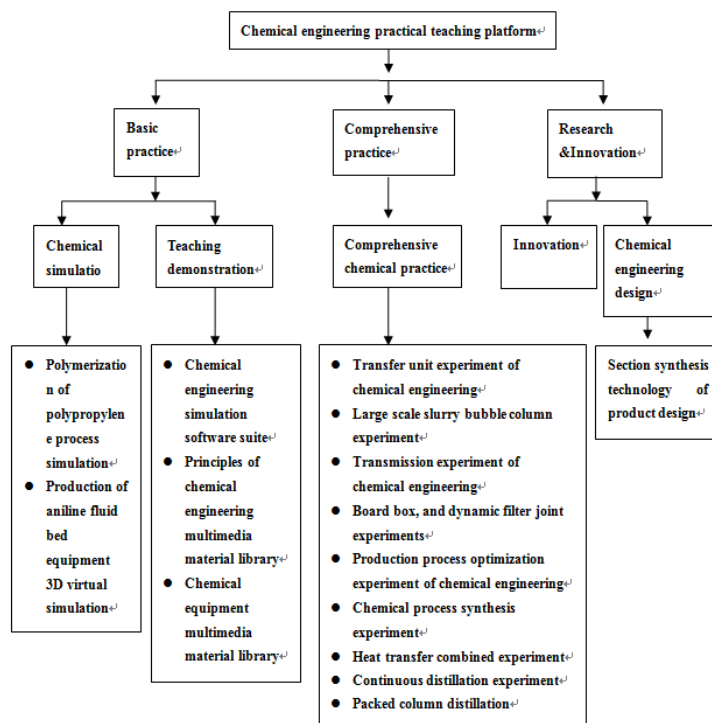 Chemical engineering practical teaching platform
Basic
practice
Comprehensive
practice
Research
&Innovation
Chemical
simulatio
Teaching
demonstration
Comprehensive
chemical practice
Innovation
Chemical
engineering
design
● Polymerizatio
n of
polypropylen
e process
simulation
● Production of
aniline fluid
bed
equipment
3D virtual
simulation
● Chemical
engineering
simulation
software suite
● Principles of
chemical
engineering
multimedia
material library
● Chemical
equipment
multimedia
material library
● Transfer unit experiment of
chemical engineering
● Large scale slurry bubble column
experiment
● Transmission experiment of
chemical engineering
● Board box, and dynamic filter joint
experiments
● Production process optimization
experiment of chemical engineering
● Chemical process synthesis
experiment
● Heat transfer combined experiment
● Continuous distillation experiment
● Packed column distillation
Section synthesis
technology of
product design